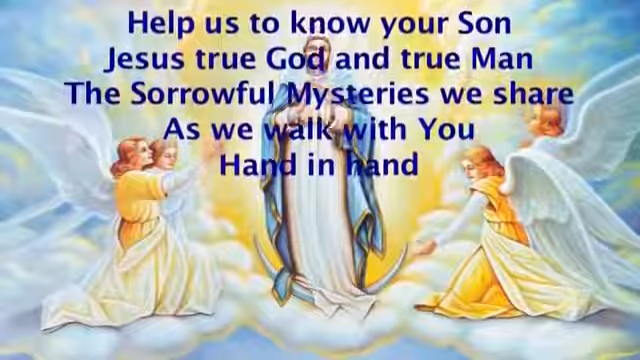 Help us to know your Son
Jesus true God and true Man
The Sorrowful Mysteries we share
As we walk with You
Hand in hand